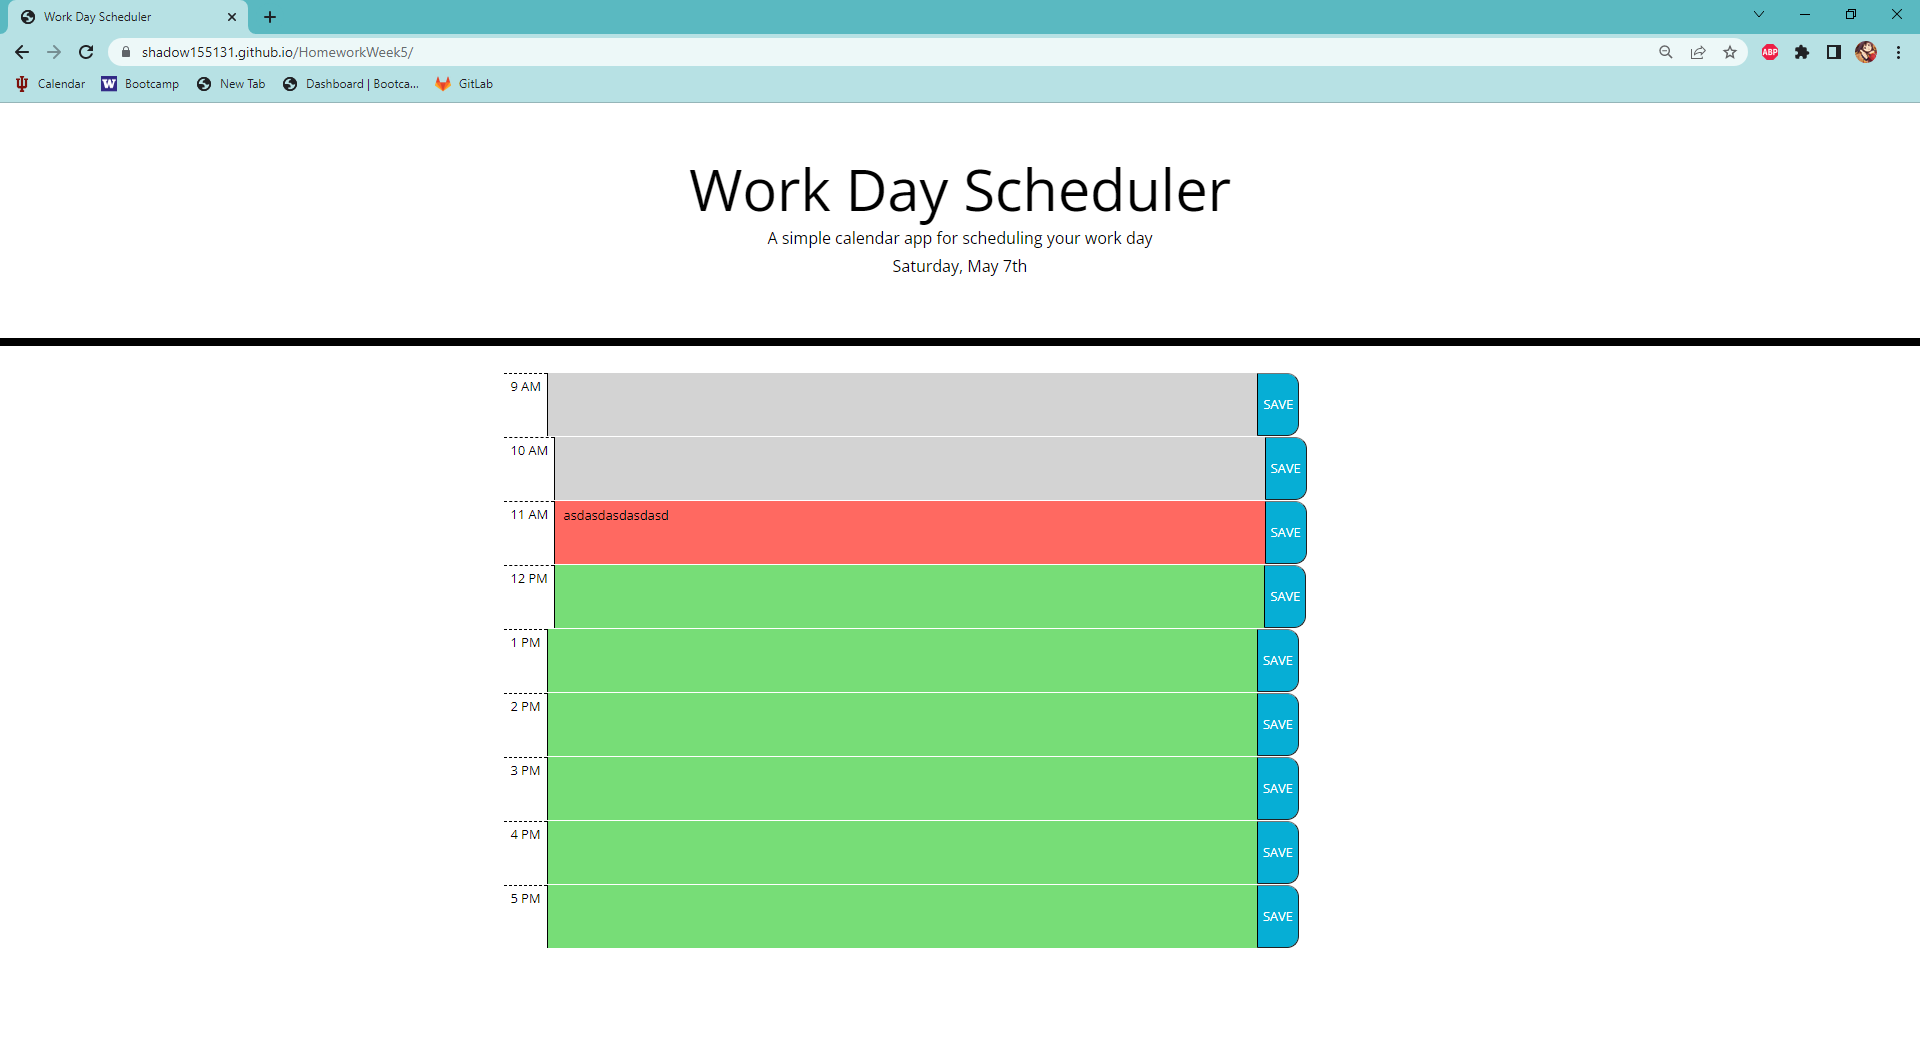 Work Day Scheduler
shadow155131.github.io/HomeworkWeek5/
ABP
Calendar W Bootcamp New Tab Dashboard | Bootca... GitLab
Work Day Scheduler
A simple calendar app for scheduling your work day
Saturday, May 7th
9 AM SAVE
10 AM SAVE
11 AM asdasdasdasdasd SAVE
12 PM SAVE
1 PM SAVE
2 PM SAVE
3 PM SAVE
4 PM SAVE
5 PM SAVE